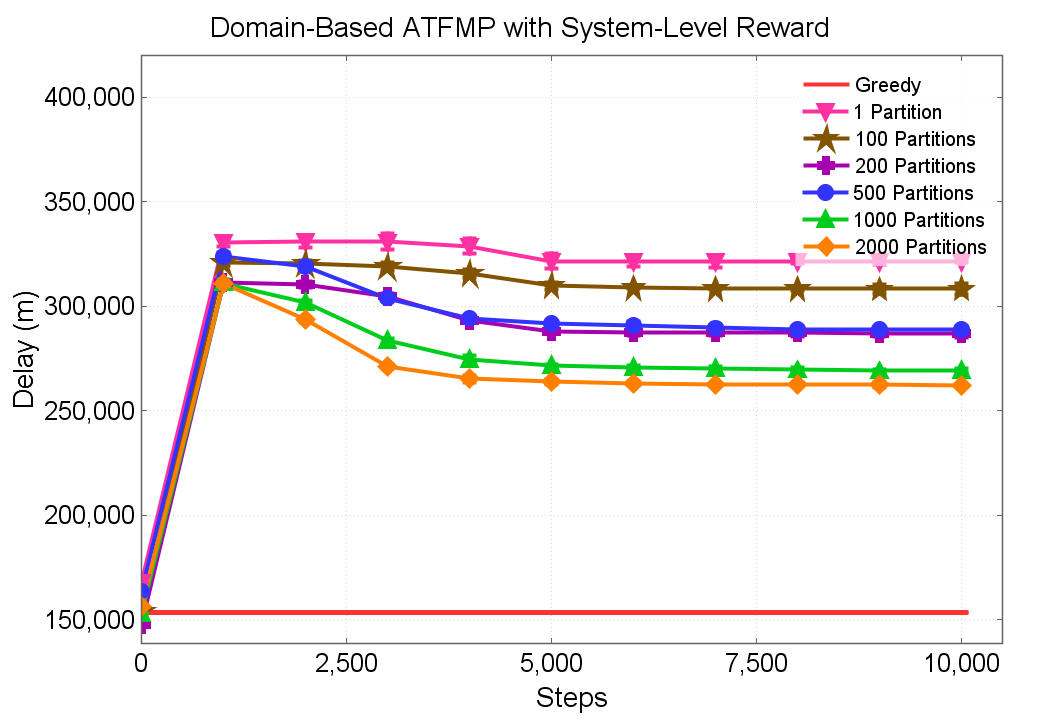 Domain-Based ATFMP with System-Level Reward
400,000
350,000
300,000
250,000
200,000
150,000
Delay (m)
Greedy
1 Partition
100 Partitions
200 Partitions
500 Partitions
1000 Partitions
2000 Partitions
0
2,500
5,000
7,500
10,000
Steps